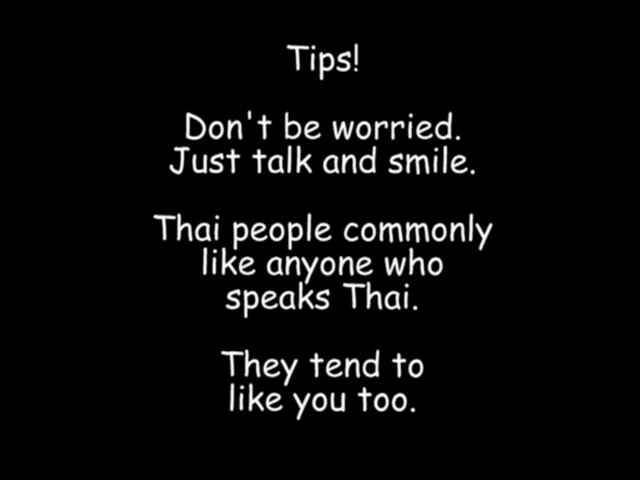 Tips!
Don't be worried.
Just talk and smile.
Thai people commonly
like anyone who
speaks Thai.
They tend to
like you too.